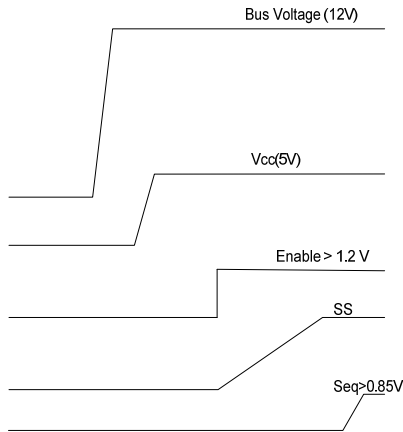 Bus Voltage (12V)
Vcc(5V)
Enable > 1.2 V
SS
Seq>0.85V